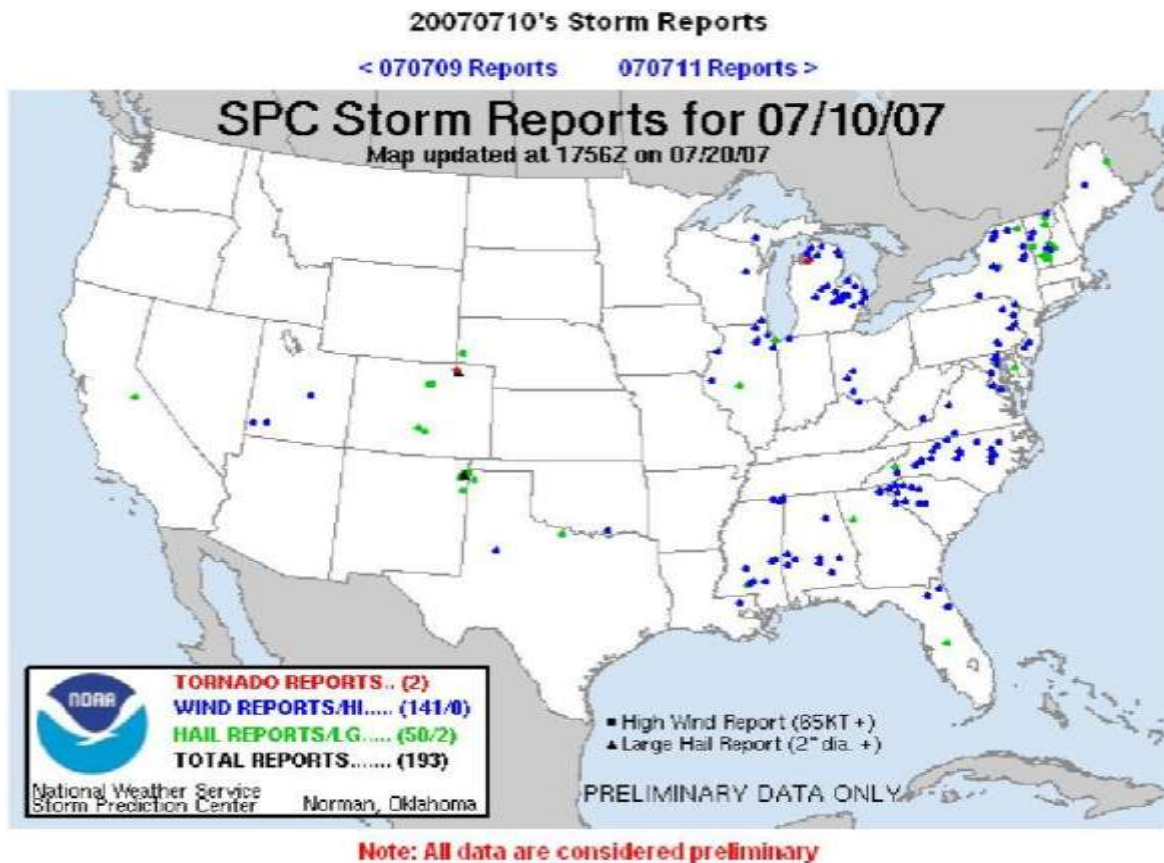 20070710's Storm Reports
< 070709 Reports 070711 Reports >
SPC Storm Reports for 07/10/07
Map updated at 1756Z on 07/20/07
NOAA
TORNADO REPORTS.. (2)
WIND REPORTS/HI..... (141/0)
HAIL REPORTS/LG..... (50/2)
TOTAL REPORTS....... (193)
National Weather Service
Storm Prediction Center Norman, Oklahoma
High Wind Report (65KT +)
Large Hail Report (2" dia. +)
PRELIMINARY DATA ONLY
Note: All data are considered preliminary